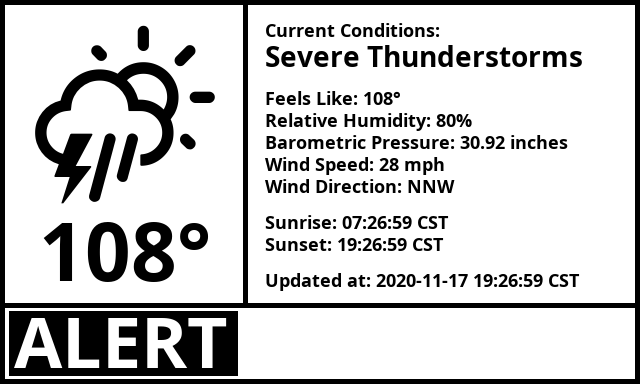 108°
Current Conditions:
Severe Thunderstorms
Feels Like: 108°
Relative Humidity: 80%
Barometric Pressure: 30.92 inches
Wind Speed: 28 mph
Wind Direction: NNW
Sunrise: 07:26:59 CST
Sunset: 19:26:59 CST
Updated at: 2020-11-17 19:26:59 CST
ALERT